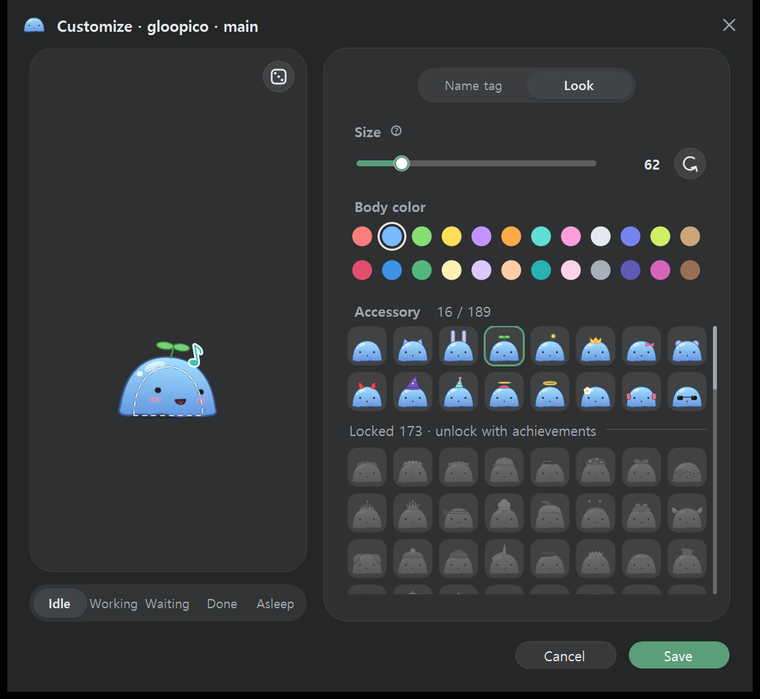 Customize · gloopico · main
Name tag
Look
Size
62
Body color
Accessory 16 / 189
Locked 173 · unlock with achievements
Idle Working Waiting Done Asleep
Cancel
Save